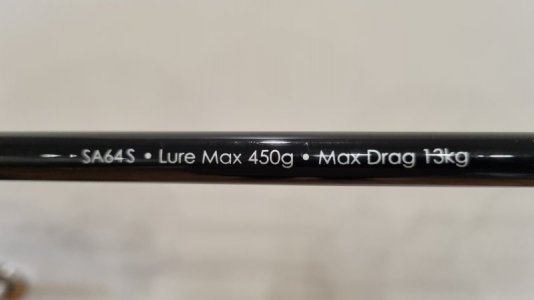 SA64S • Lure Max 450g • Max Drag 13kg